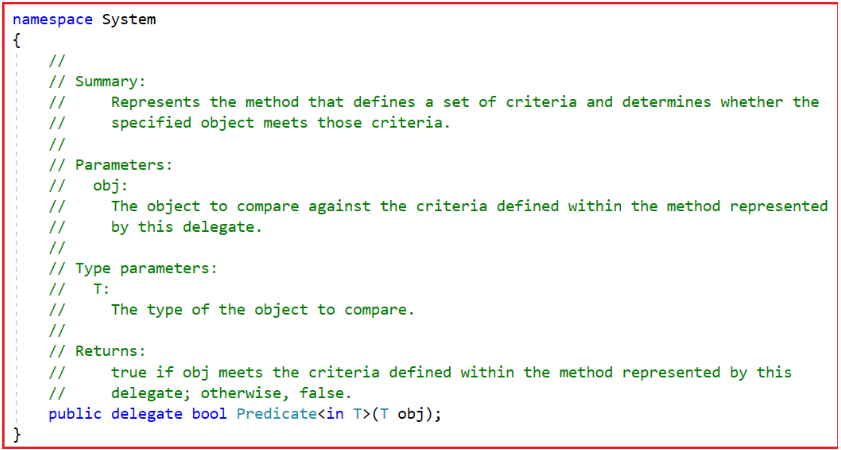 namespace System
{
    //
    // Summary:
    //     Represents the method that defines a set of criteria and determines whether the
    //     specified object meets those criteria.
    //
    // Parameters:
    //   obj:
    //     The object to compare against the criteria defined within the method represented
    //     by this delegate.
    //
    // Type parameters:
    //   T:
    //     The type of the object to compare.
    //
    // Returns:
    //     true if obj meets the criteria defined within the method represented by this
    //     delegate; otherwise, false.
    public delegate bool Predicate<in T>(T obj);
}